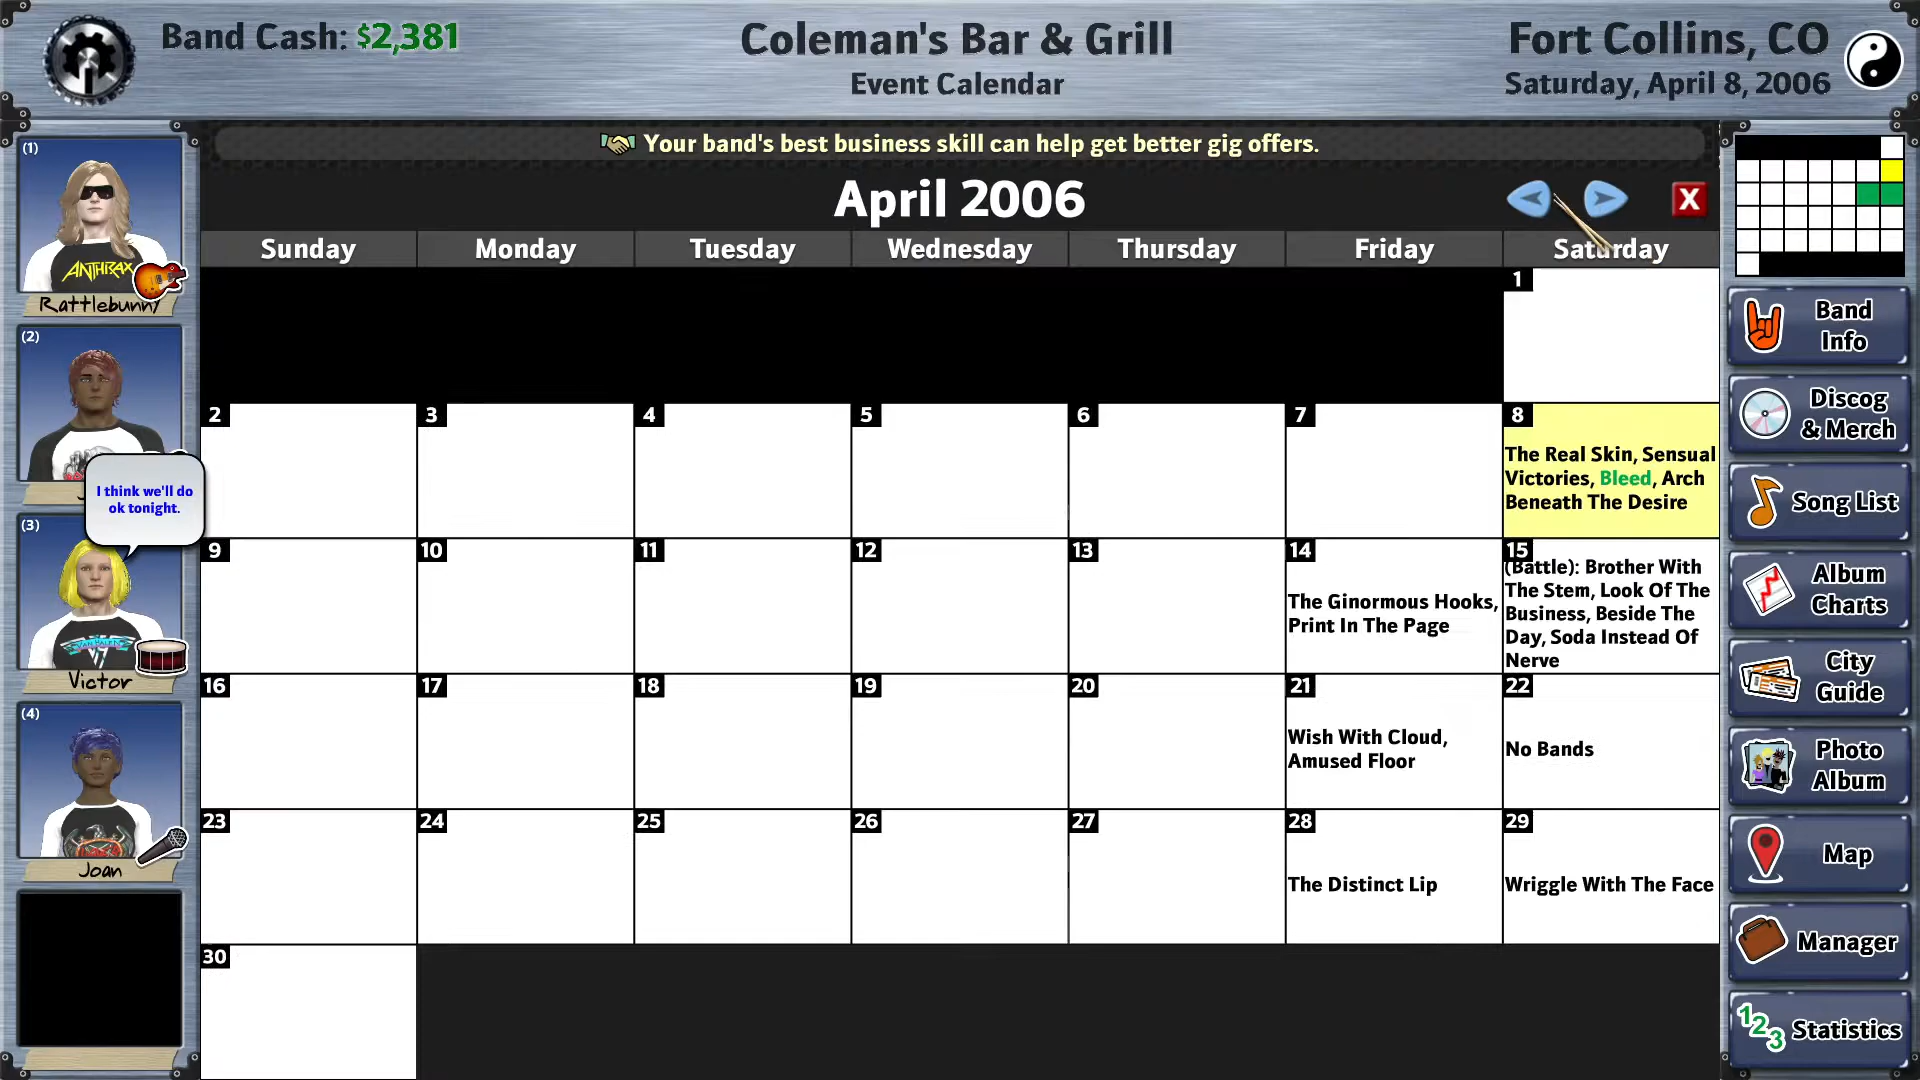 Band Cash: $2,381
Coleman's Bar & Grill
Event Calendar
Fort Collins, CO
Saturday, April 8, 2006
Your band's best business skill can help get better gig offers.
April 2006
X
Sunday Monday Tuesday Wednesday Thursday Friday Saturday
1
2 3 4 5 6 7 8
The Real Skin, Sensual
Victories, Bleed, Arch
Beneath The Desire
9 10 11 12 13 14 15
The Ginormous Hooks,
Print In The Page
(Battle): Brother With
The Stem, Look Of The
Business, Beside The
Day, Soda Instead Of
Nerve
16 17 18 19 20 21 22
Wish With Cloud,
Amused Floor
No Bands
23 24 25 26 27 28 29
The Distinct Lip
Wriggle With The Face
30
(1)
ANTHRAX
Rattlebunny
(2)
I think we'll do
ok tonight.
(3)
Victor
(4)
Joan
Band
Info
Discog
& Merch
Song List
Album
Charts
City
Guide
Photo
Album
Map
Manager
123
Statistics